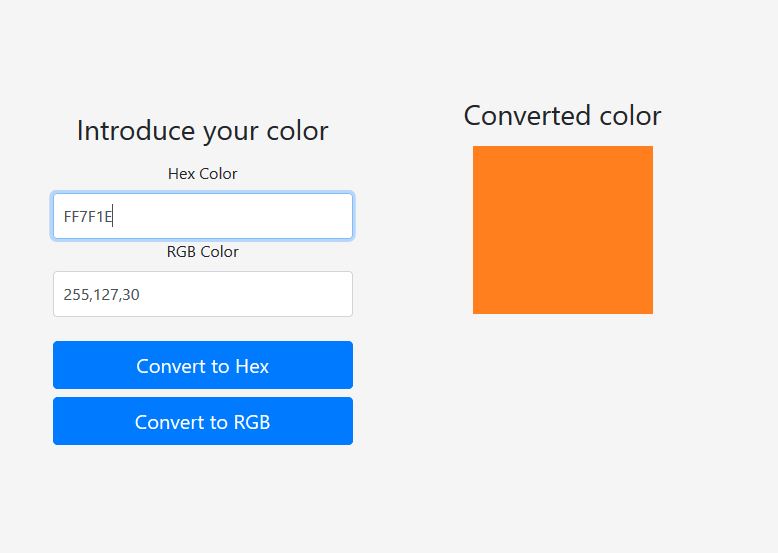 Introduce your color
Hex Color
FF7F1E
RGB Color
255,127,30
Convert to Hex
Convert to RGB
Converted color